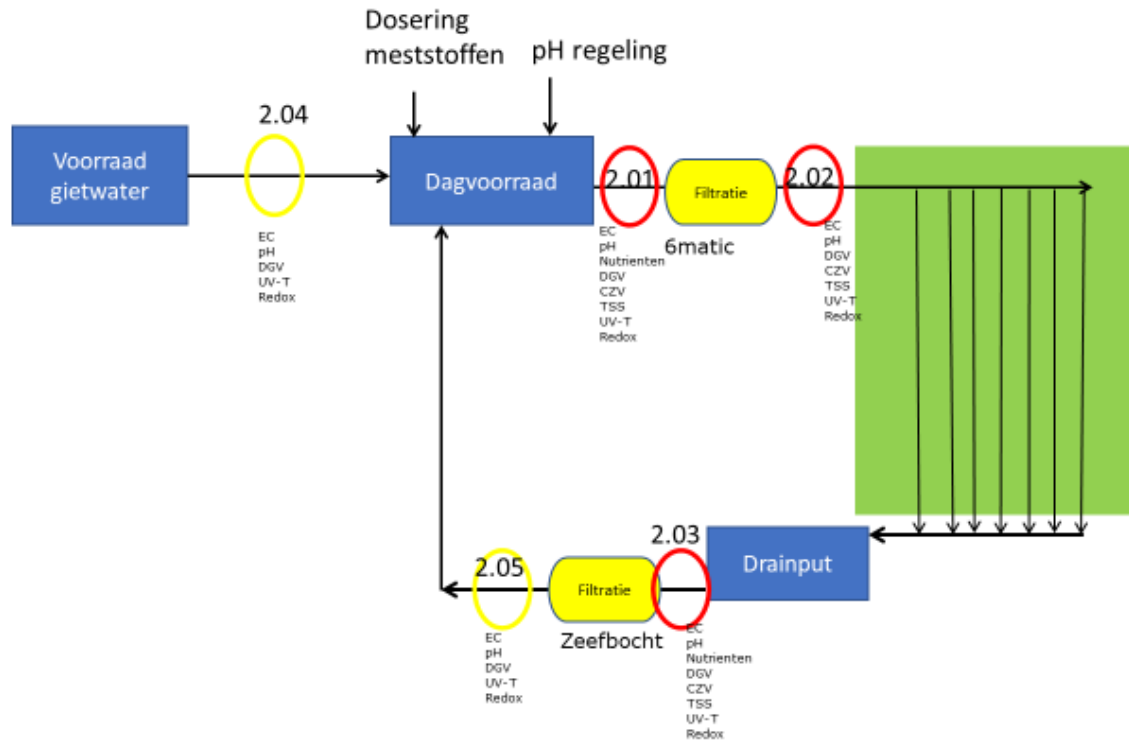 Dosering
meststoffen
pH regeling
2.04
Voorraad
gietwater
Dagvoorraad
2.01
Filtratie
2.02
6matic
EC
pH
DGV
UV-T
Redox
EC
pH
Nutrienten
DGV
CZV
TSS
UV-T
Redox
EC
pH
DGV
CZV
TSS
UV-T
Redox
2.03
Drainput
2.05
Filtratie
Zeefbocht
EC
pH
DGV
UV-T
Redox
EC
pH
Nutrienten
DGV
CZV
TSS
UV-T
Redox